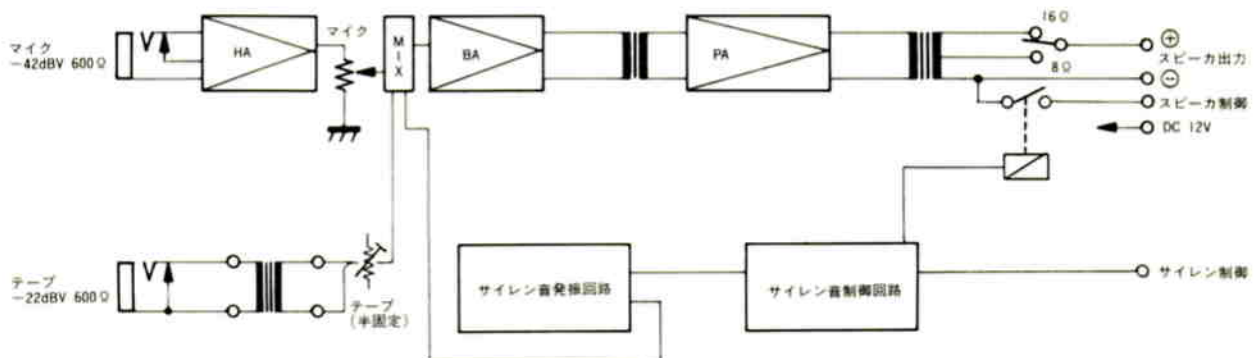 マイク
-42dBV 600Ω
HA
マイク
MIX
BA
PA
16Ω
8Ω
⊕
スピーカ出力
⊖
スピーカ制御
DC 12V
テープ
-22dBV 600Ω
テープ
(半固定)
サイレン音発振回路
サイレン音制御回路
サイレン制御